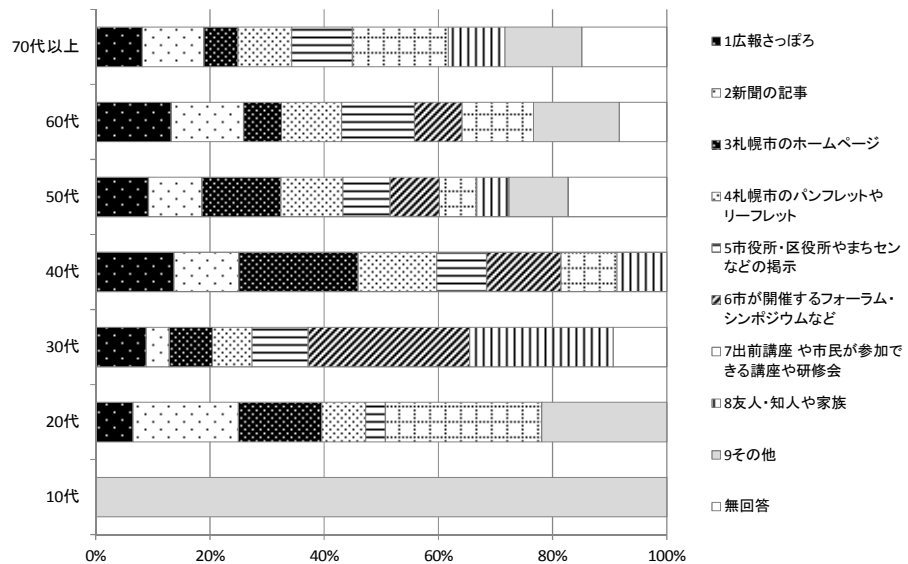 70代以上
60代
50代
40代
30代
20代
10代
0%
20%
40%
60%
80%
100%
1広報さっぽろ
2新聞の記事
3札幌市のホームページ
4札幌市のパンフレットや
リーフレット
5市役所・区役所やまちセン
などの掲示
6市が開催するフォーラム・
シンポジウムなど
7出前講座 や市民が参加で
きる講座や研修会
8友人・知人や家族
9その他
無回答